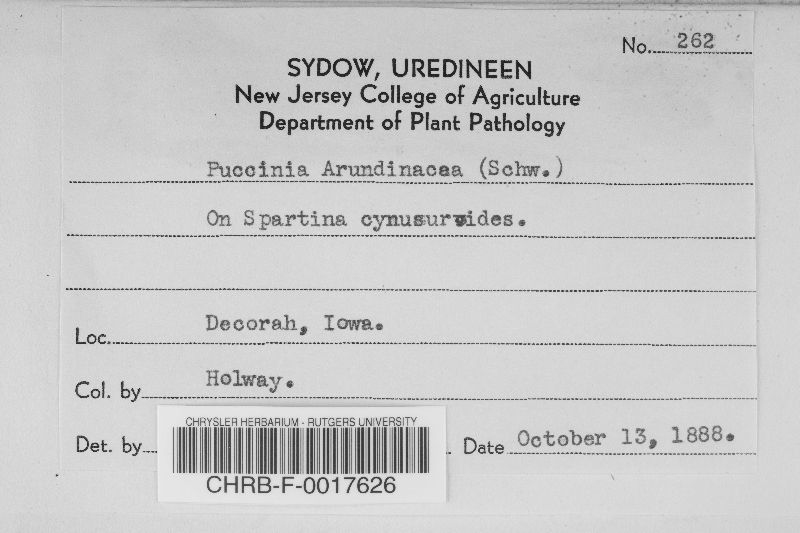 No. 262
SYDOW, UREDINEEN
New Jersey College of Agriculture
Department of Plant Pathology
Puccinia Arundinacea (Schw.)
On Spartina cynusuroides.
Loc. Decorah, Iowa.
Col. by Holway.
Det. by
CHRYSLER HERBARIUM - RUTGERS UNIVERSITY
CHRB-F-0017626
Date October 13, 1888.